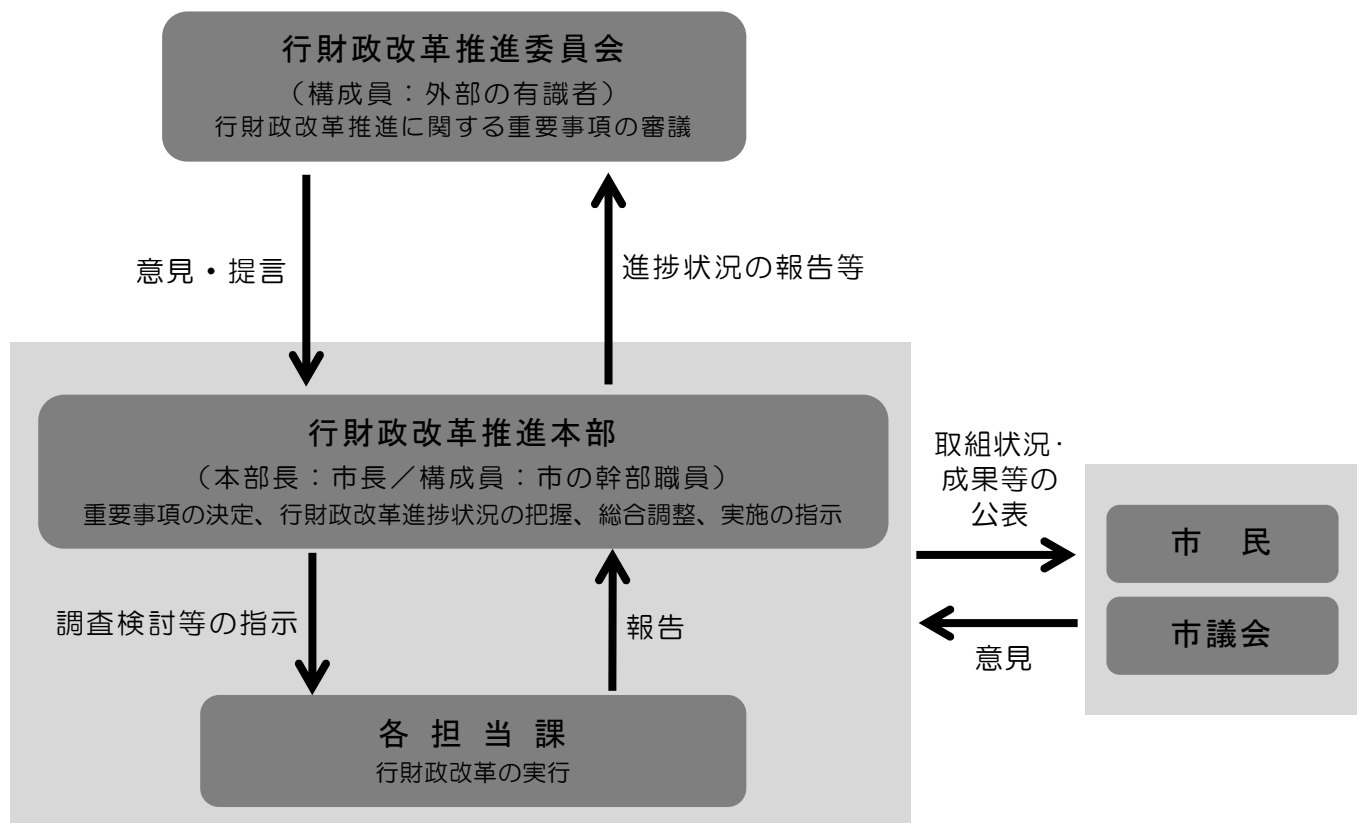 行財政改革推進委員会
（構成員：外部の有識者）
行財政改革推進に関する重要事項の審議
意見・提言
進捗状況の報告等
行財政改革推進本部
（本部長：市長／構成員：市の幹部職員）
重要事項の決定、行財政改革進捗状況の把握、総合調整、実施の指示
調査検討等の指示
報告
各担当課
行財政改革の実行
取組状況・
成果等の
公表
市　民
市議会
意見